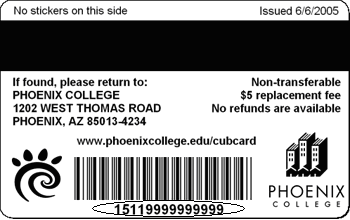 No stickers on this side Issued 6/6/2005
If found, please return to: Non-transferable
PHOENIX COLLEGE $5 replacement fee
1202 WEST THOMAS ROAD No refunds are available
PHOENIX, AZ 85013-4234
www.phoenixcollege.edu/cubcard
15119999999999
PHOENIX
COLLEGE